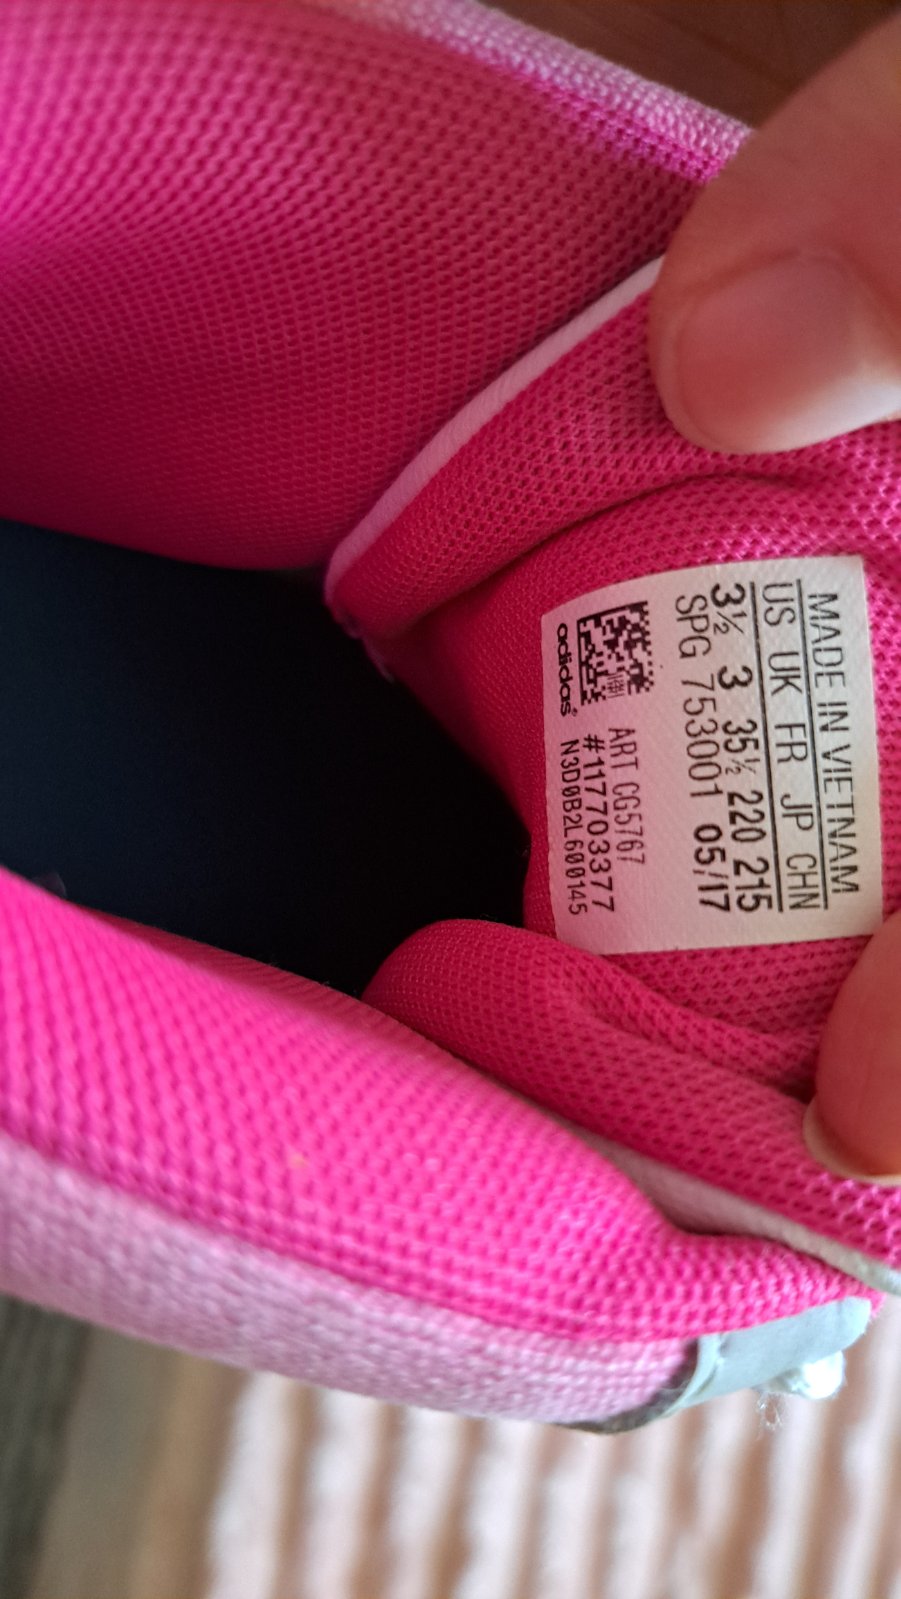 MADE IN VIETNAM
US UK FR JP CHN
3½ 3 35½ 220 215
SPG 753001 05/17
ART CG5767
#117703377
adidas® N3D0B2L600145